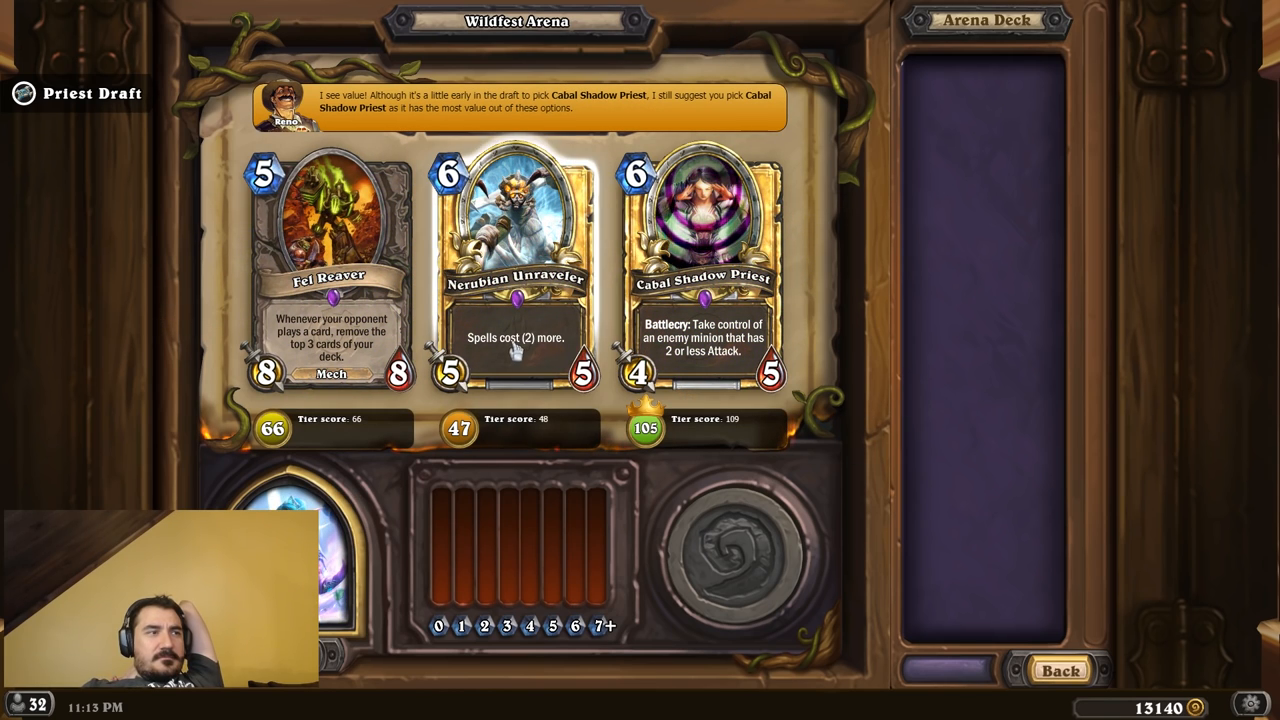 Wildfest Arena
Arena Deck
Priest Draft
I see value! Although it's a little early in the draft to pick Cabal Shadow Priest, I still suggest you pick Cabal
Shadow Priest as it has the most value out of these options.
Reno
5
Fel Reaver
Whenever your opponent
plays a card, remove the
top 3 cards of your
deck.
8
Mech
8
6
Nerubian Unraveler
Spells cost (2) more.
5
5
6
Cabal Shadow Priest
Battlecry: Take control of
an enemy minion that has
2 or less Attack.
4
5
66
Tier score: 66
47
Tier score: 48
105
Tier score: 109
0 1 2 3 4 5 6 7+
Back
32
11:13 PM
13140